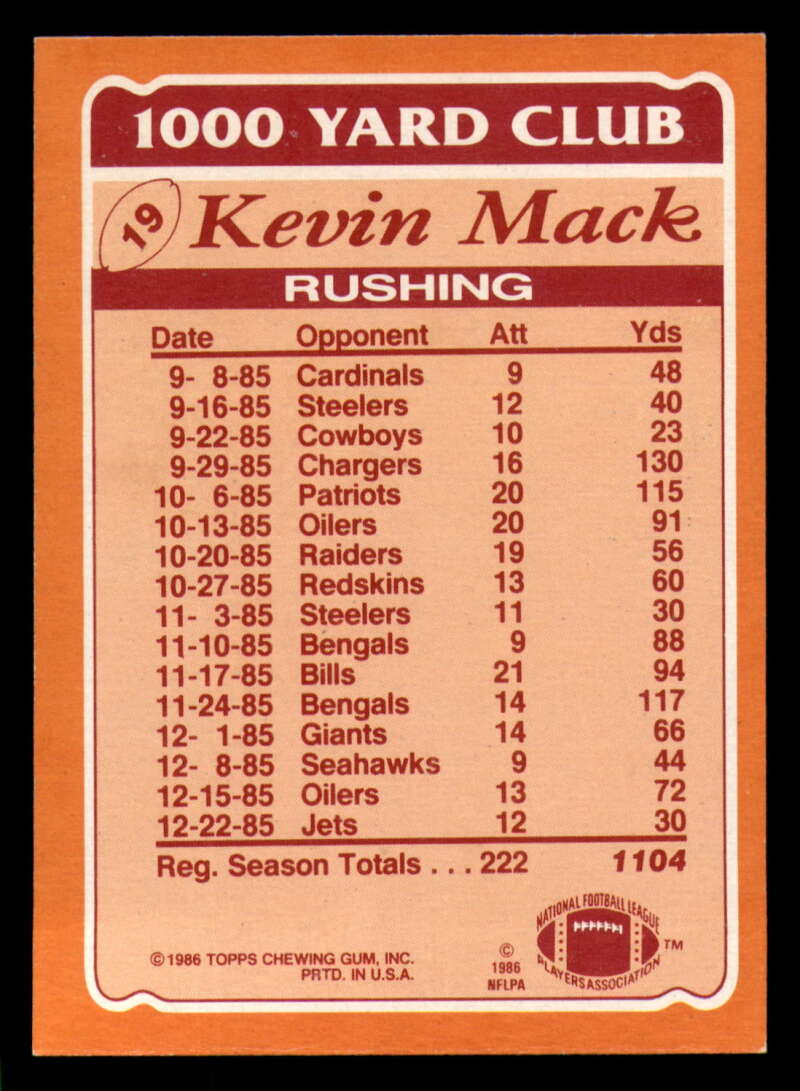 1000 YARD CLUB
19 Kevin Mack
RUSHING
Date Opponent Att Yds
9- 8-85 Cardinals 9 48
9-16-85 Steelers 12 40
9-22-85 Cowboys 10 23
9-29-85 Chargers 16 130
10- 6-85 Patriots 20 115
10-13-85 Oilers 20 91
10-20-85 Raiders 19 56
10-27-85 Redskins 13 60
11- 3-85 Steelers 11 30
11-10-85 Bengals 9 88
11-17-85 Bills 21 94
11-24-85 Bengals 14 117
12- 1-85 Giants 14 66
12- 8-85 Seahawks 9 44
12-15-85 Oilers 13 72
12-22-85 Jets 12 30
Reg. Season Totals . . . 222 1104
©1986 TOPPS CHEWING GUM, INC.
PRTD. IN U.S.A.
©
1986
NFLPA
NATIONAL FOOTBALL LEAGUE
PLAYERS ASSOCIATION
™